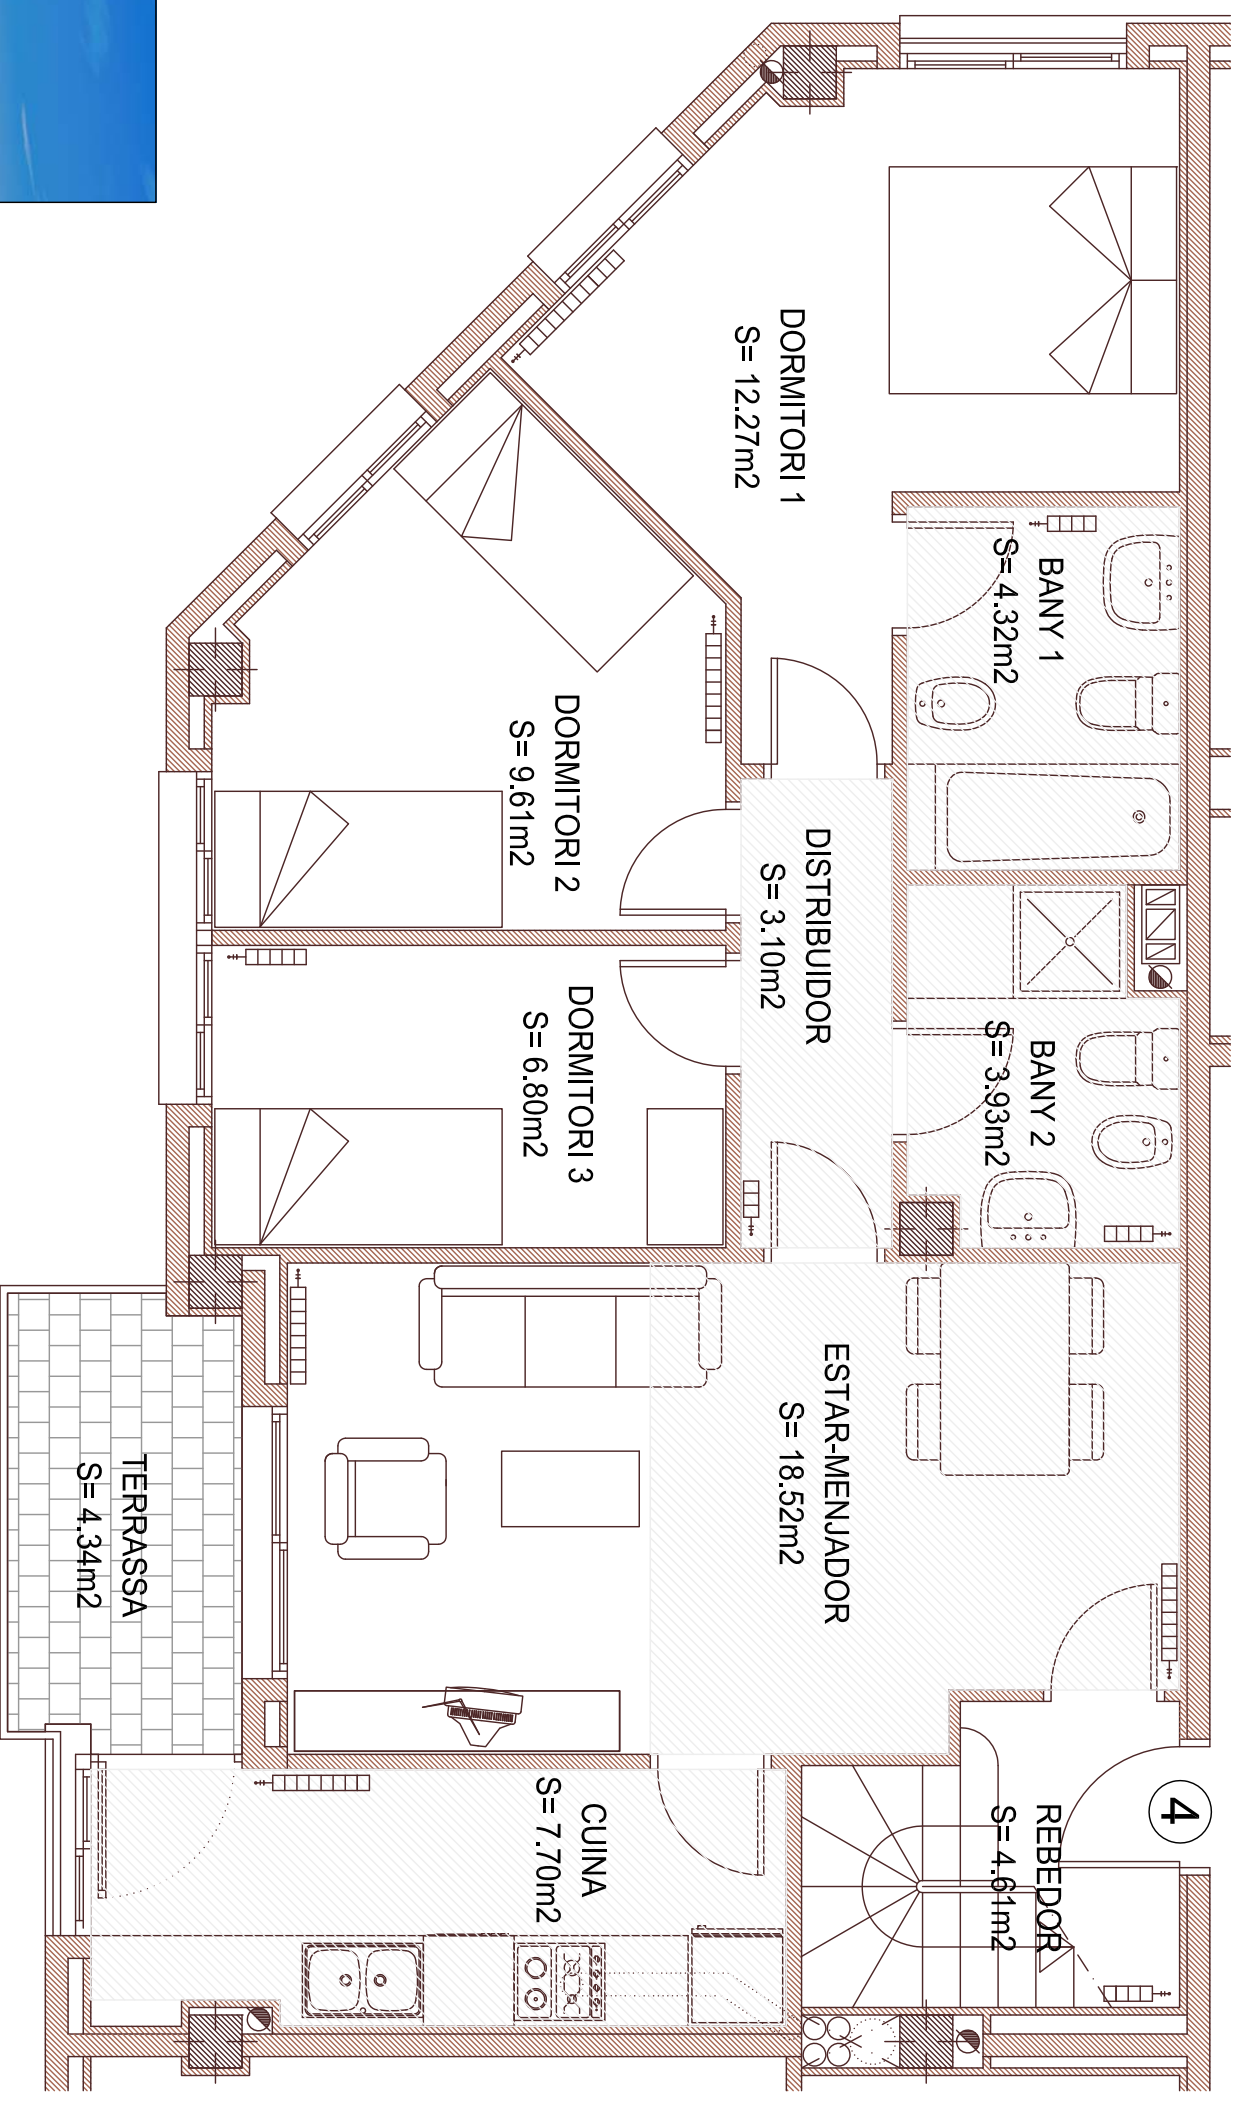 DORMITORI 1
S= 12.27m2
BANY 1
S= 4.32m2
DORMITORI 2
S= 9.61m2
DISTRIBUIDOR
S= 3.10m2
DORMITORI 3
S= 6.80m2
BANY 2
S= 3.93m2
ESTAR-MENJADOR
S= 18.52m2
TERRASSA
S= 4.34m2
CUINA
S= 7.70m2
REBEDOR
S= 4.61m2
4